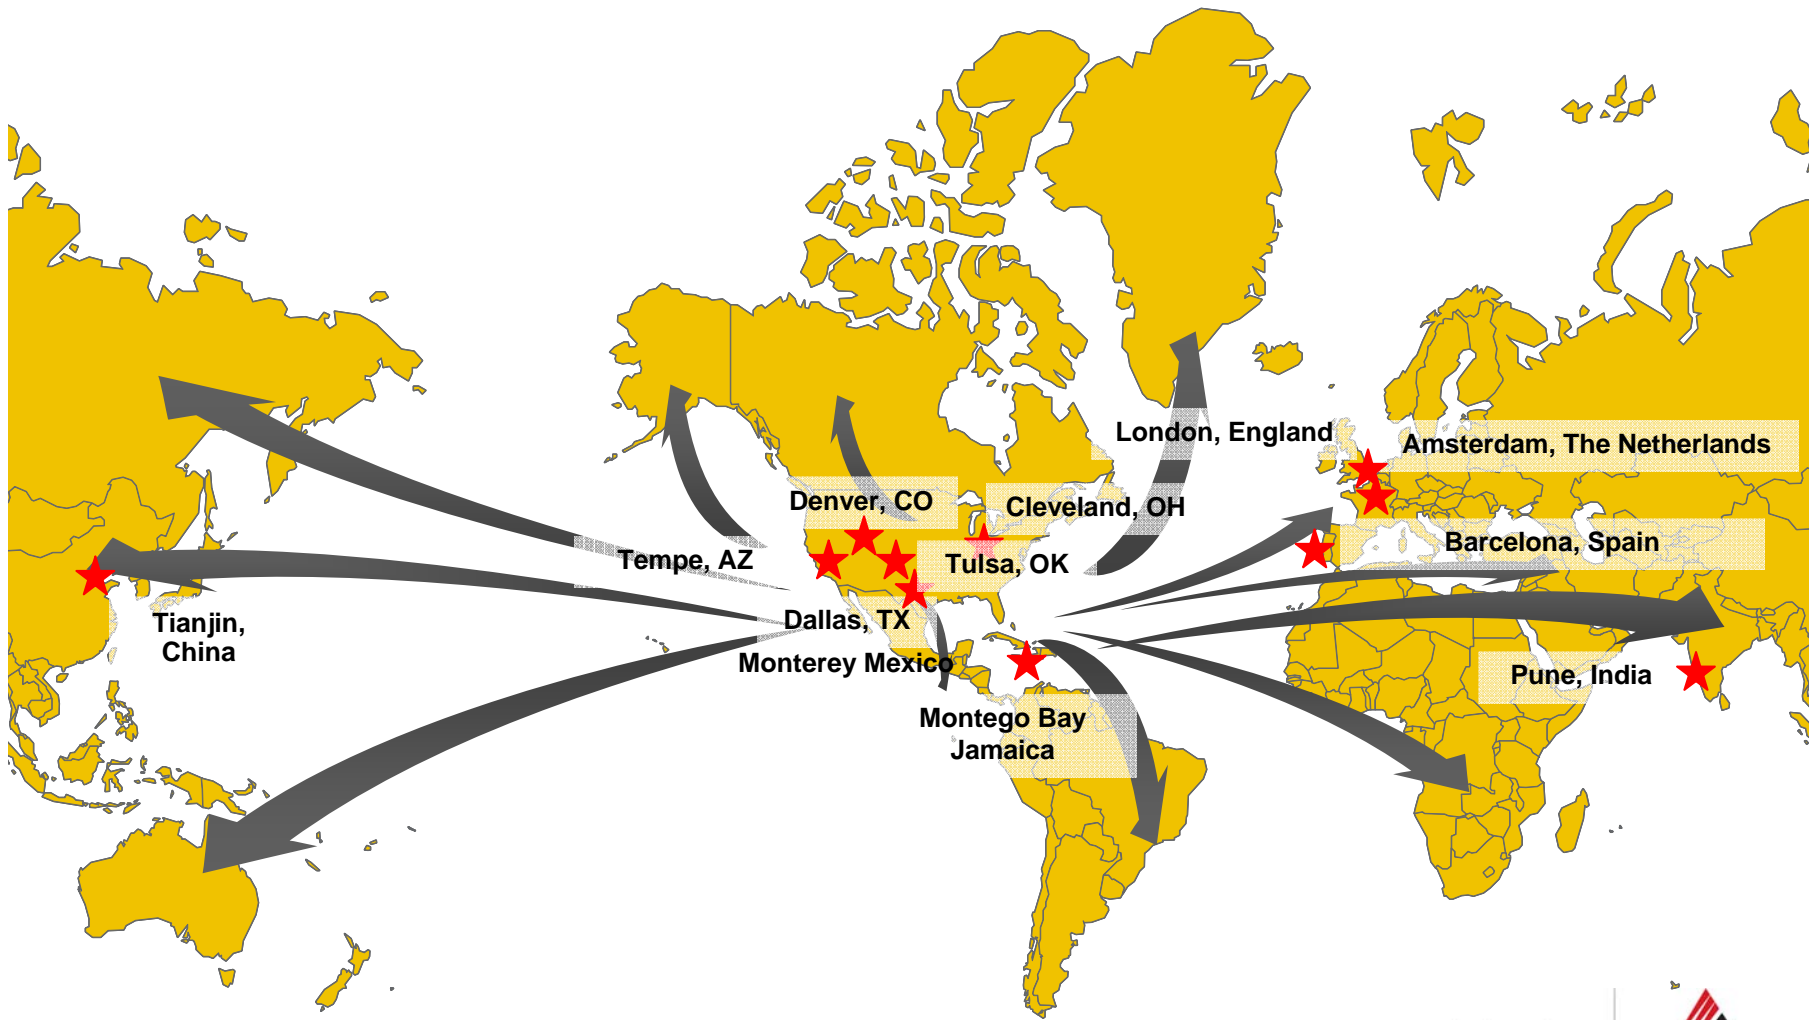 London, England
Amsterdam, The Netherlands
Denver, CO
Cleveland, OH
Barcelona, Spain
Tempe, AZ
Tulsa, OK
Dallas, TX
Tianjin,
China
Monterey Mexico
Pune, India
Montego Bay
Jamaica